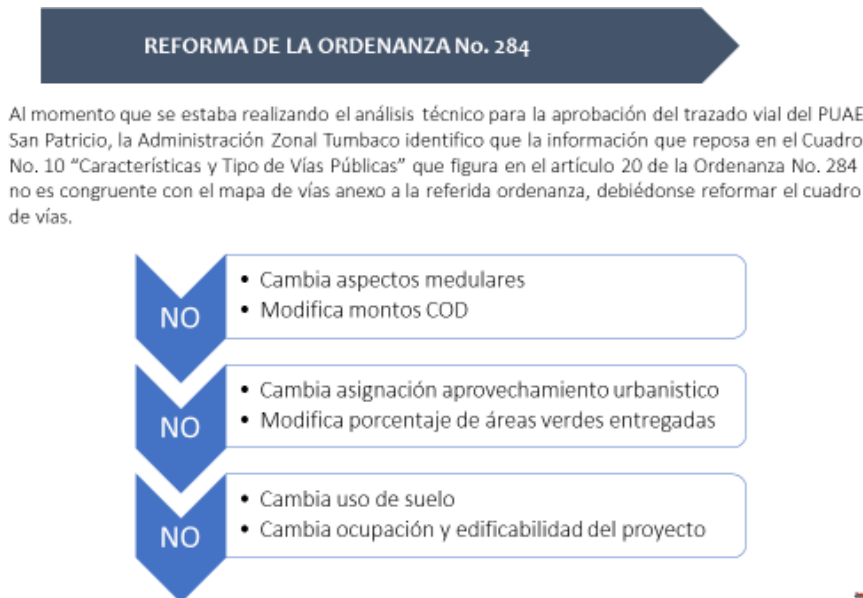 REFORMA DE LA ORDENANZA No. 284
Al momento que se estaba realizando el análisis técnico para la aprobación del trazado vial del PUAE
San Patricio, la Administración Zonal Tumbaco identifico que la información que reposa en el Cuadro
No. 10 “Características y Tipo de Vías Públicas” que figura en el artículo 20 de la Ordenanza No. 284
no es congruente con el mapa de vías anexo a la referida ordenanza, debiédonse reformar el cuadro
de vías.
NO
• Cambia aspectos medulares
• Modifica montos COD
NO
• Cambia asignación aprovechamiento urbanistico
• Modifica porcentaje de áreas verdes entregadas
NO
• Cambia uso de suelo
• Cambia ocupación y edificabilidad del proyecto